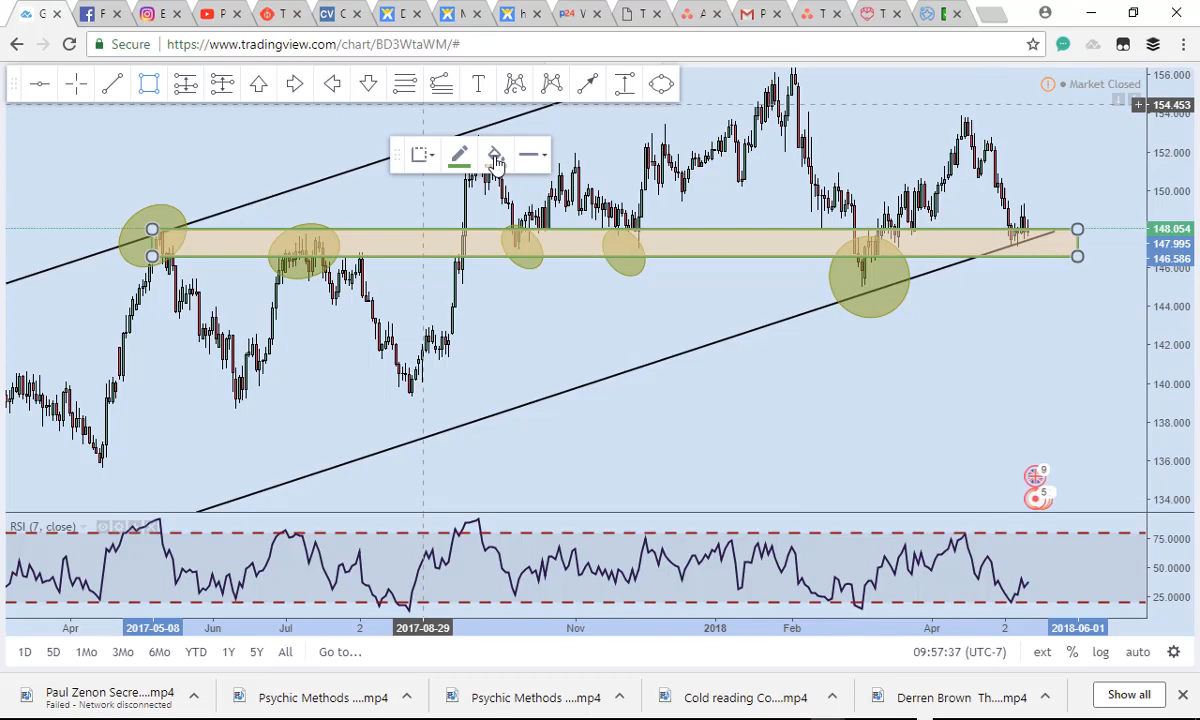 G
F
E
P
T
CV C
D
N
h
p24 W
T
A
P
T
T
Secure https://www.tradingview.com/chart/BD3WtaWM/#
T
Market Closed
156.000
154.453
152.000
150.000
148.054
147.995
146.586
146.000
144.000
142.000
140.000
138.000
136.000
134.000
9
5
RSI (7, close)
75.0000
50.0000
25.0000
Apr 2017-05-08 Jun Jul 2 2017-08-29 Nov 2018 Feb Apr 2 2018-06-01
1D 5D 1Mo 3Mo 6Mo YTD 1Y 5Y All Go to... 09:57:37 (UTC-7) ext % log auto
Paul Zenon Secre....mp4
Failed - Network disconnected
Psychic Methods ....mp4
Psychic Methods ....mp4
Cold reading Co....mp4
Derren Brown Th....mp4
Show all